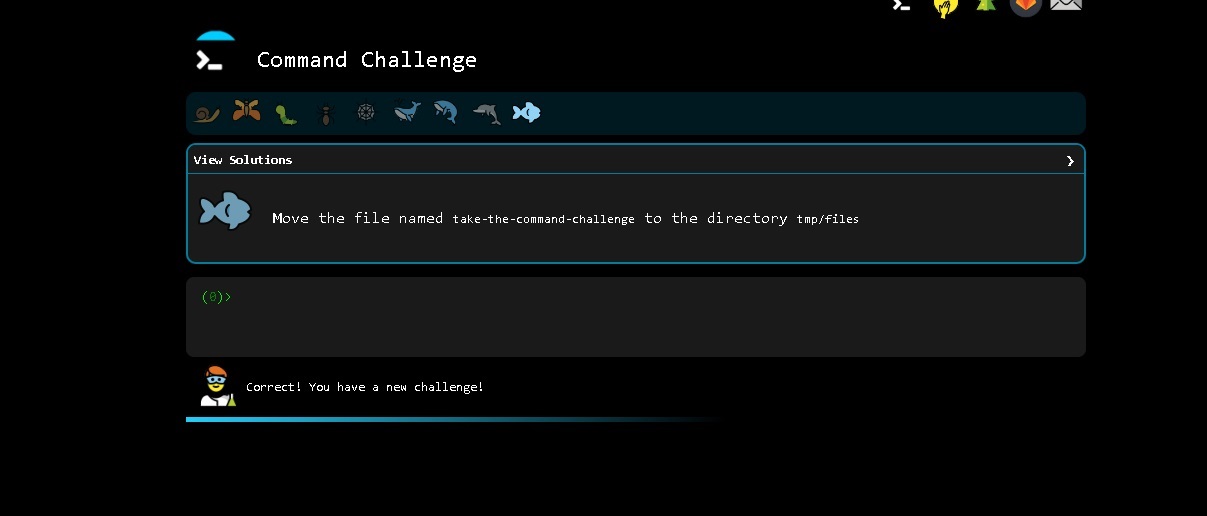 Command Challenge
View Solutions
Move the file named take-the-command-challenge to the directory tmp/files
(0)>
Correct! You have a new challenge!